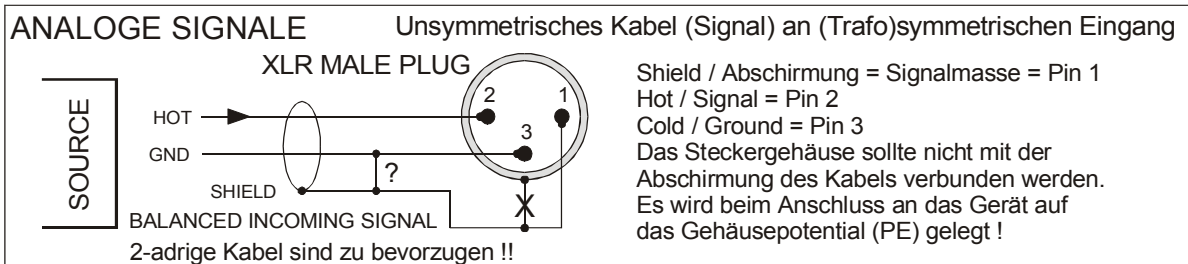 ANALOGE SIGNALE
Unsymmetrisches Kabel (Signal) an (Trafo)symmetrischen Eingang
XLR MALE PLUG
SOURCE
HOT
GND
SHIELD
2
1
3
?
X
BALANCED INCOMING SIGNAL
2-adrige Kabel sind zu bevorzugen !!
Shield / Abschirmung = Signalmasse = Pin 1
Hot / Signal = Pin 2
Cold / Ground = Pin 3
Das Steckergehäuse sollte nicht mit der
Abschirmung des Kabels verbunden werden.
Es wird beim Anschluss an das Gerät auf
das Gehäusepotential (PE) gelegt !